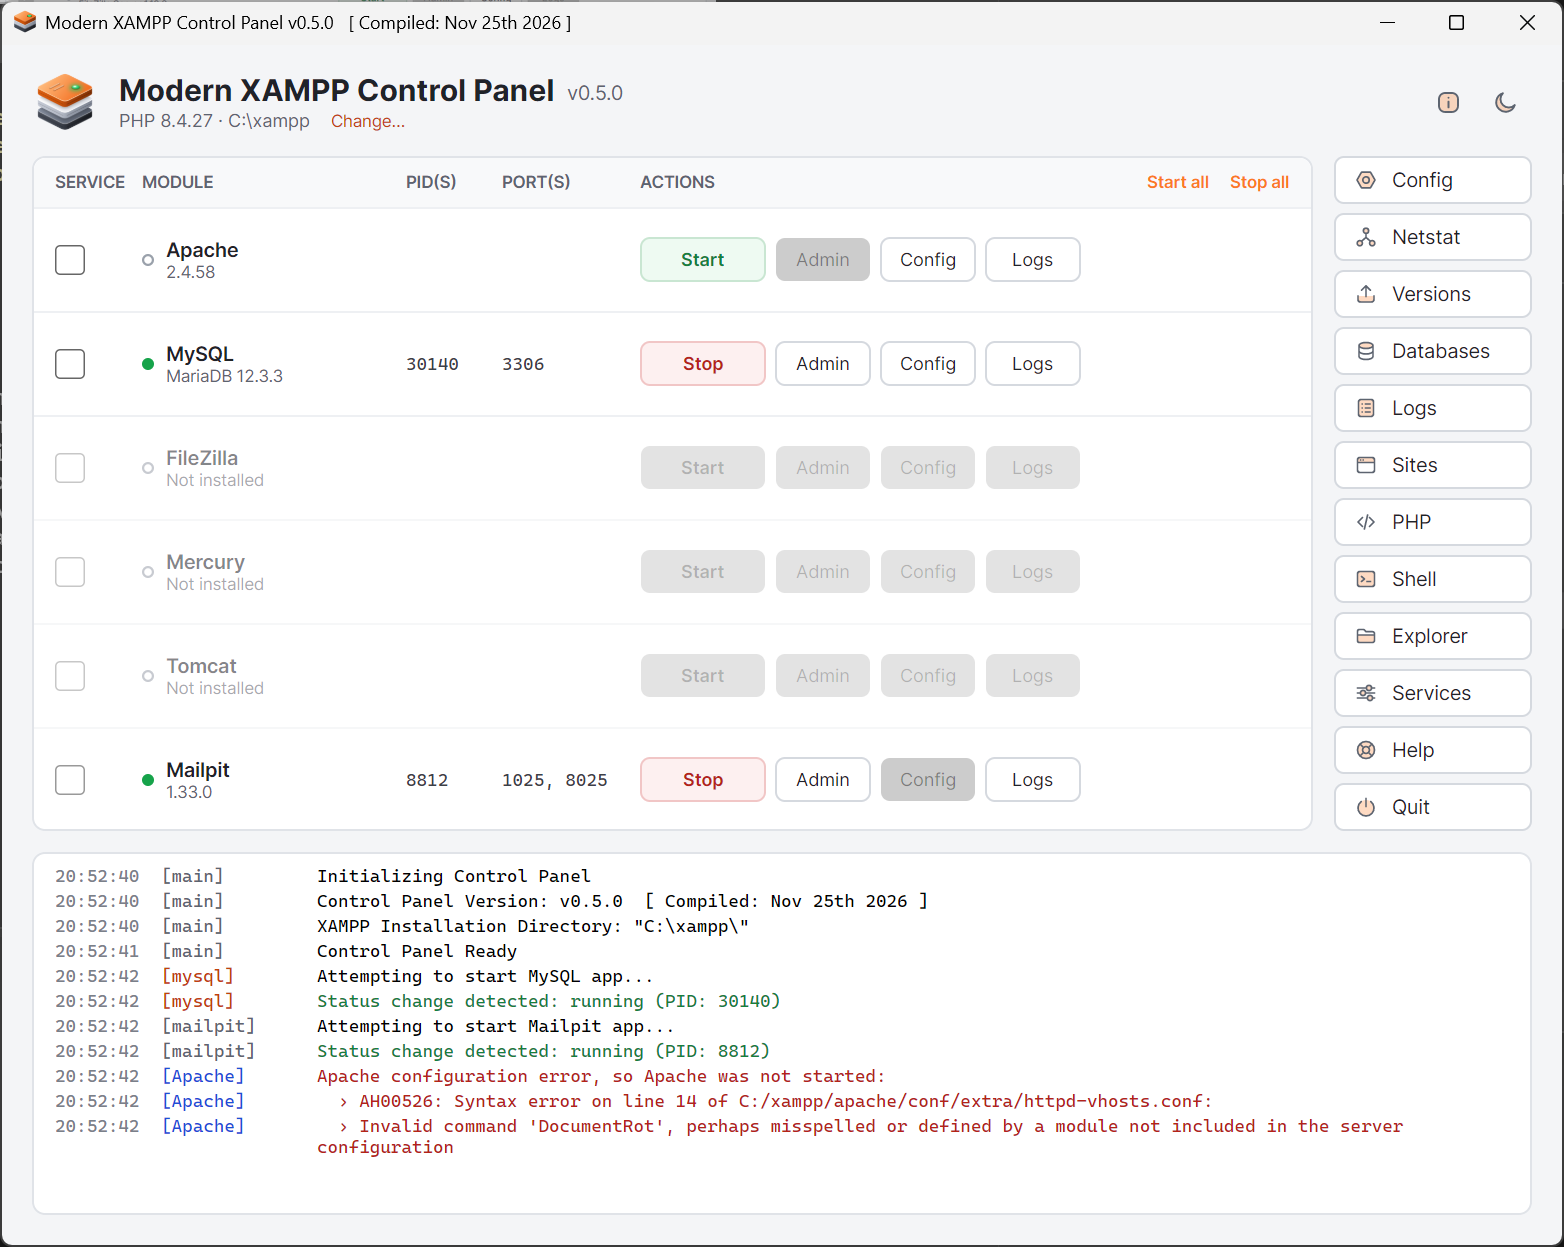 Modern XAMPP Control Panel v0.5.0 [ Compiled: Nov 25th 2026 ]
Modern XAMPP Control Panel v0.5.0
PHP 8.4.27 · C:\xampp Change...
SERVICE MODULE PID(S) PORT(S) ACTIONS Start all Stop all
Apache
2.4.58
Start Admin Config Logs
MySQL
MariaDB 12.3.3
30140 3306 Stop Admin Config Logs
FileZilla
Not installed
Start Admin Config Logs
Mercury
Not installed
Start Admin Config Logs
Tomcat
Not installed
Start Admin Config Logs
Mailpit
1.33.0
8812 1025, 8025 Stop Admin Config Logs
Config
Netstat
Versions
Databases
Logs
Sites
PHP
Shell
Explorer
Services
Help
Quit
20:52:40 [main] Initializing Control Panel
20:52:40 [main] Control Panel Version: v0.5.0 [ Compiled: Nov 25th 2026 ]
20:52:40 [main] XAMPP Installation Directory: "C:\xampp\"
20:52:41 [main] Control Panel Ready
20:52:42 [mysql] Attempting to start MySQL app...
20:52:42 [mysql] Status change detected: running (PID: 30140)
20:52:42 [mailpit] Attempting to start Mailpit app...
20:52:42 [mailpit] Status change detected: running (PID: 8812)
20:52:42 [Apache] Apache configuration error, so Apache was not started:
20:52:42 [Apache] › AH00526: Syntax error on line 14 of C:/xampp/apache/conf/extra/httpd-vhosts.conf:
20:52:42 [Apache] › Invalid command 'DocumentRot', perhaps misspelled or defined by a module not included in the server
configuration